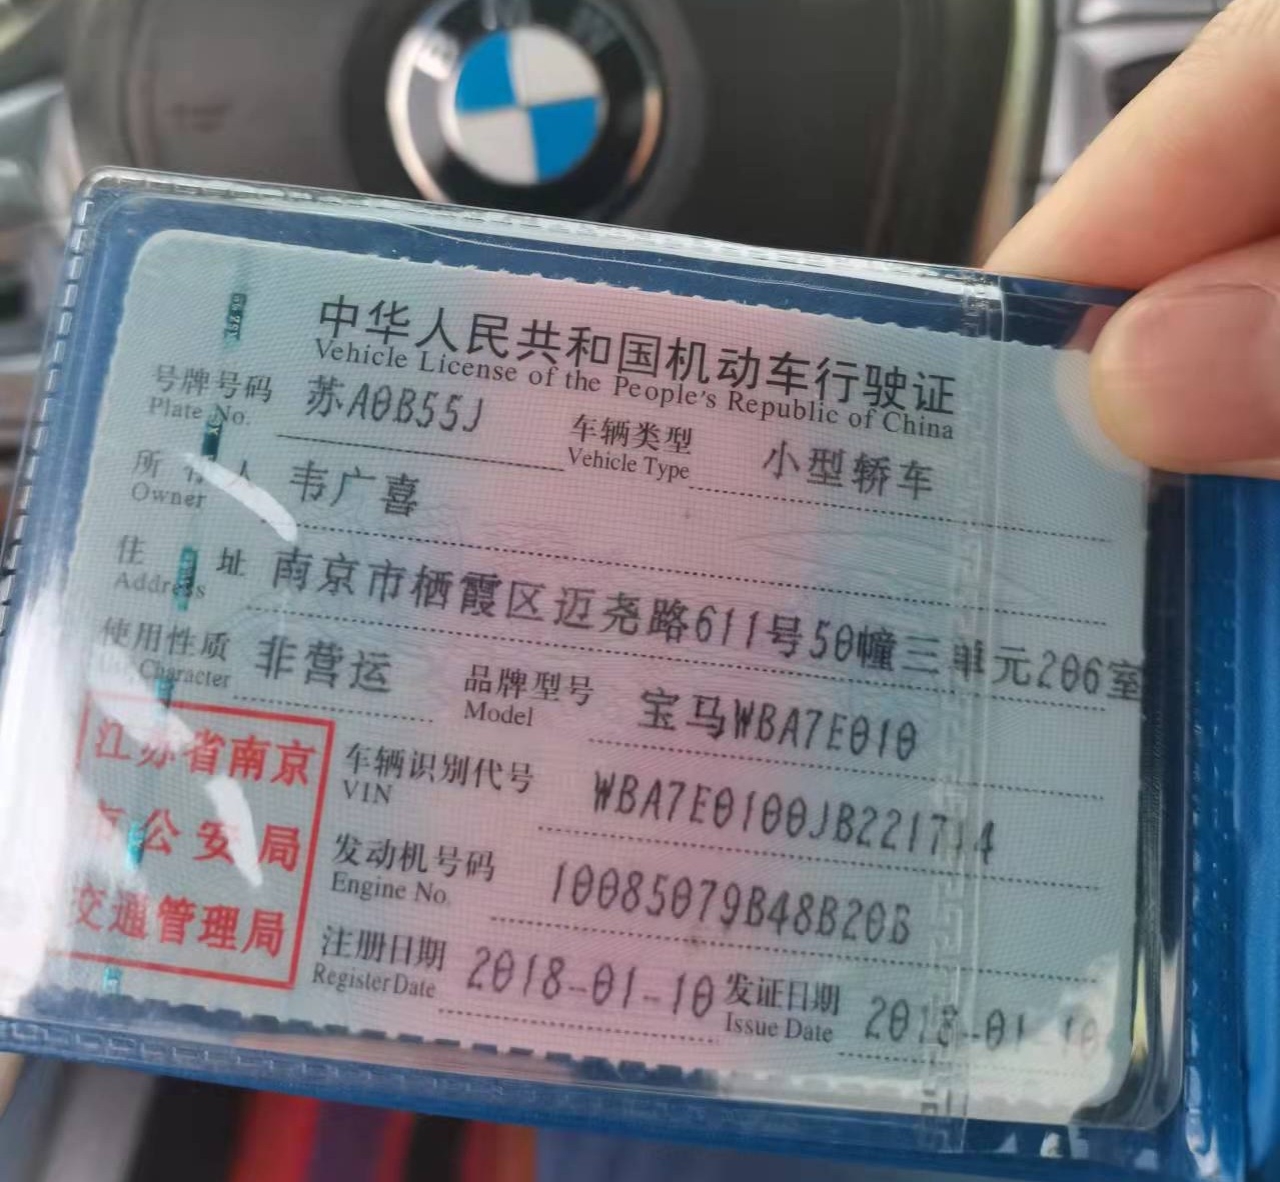 BMW
中华人民共和国机动车行驶证
Vehicle License of the People's Republic of China
号牌号码 苏A0B55J 车辆类型 小型轿车
Plate No. Vehicle Type
所有人 韦广喜
Owner
住址 南京市栖霞区迈尧路611号50幢三单元206室
Address
使用性质 非营运 品牌型号 宝马WBA7E010
Use Character Model
江苏省南京
市公安局
交通管理局
车辆识别代号
VIN
发动机号码 10085079B48B20B
Engine No.
注册日期 2018-01-10 发证日期 2018-01-10
Register Date Issue Date